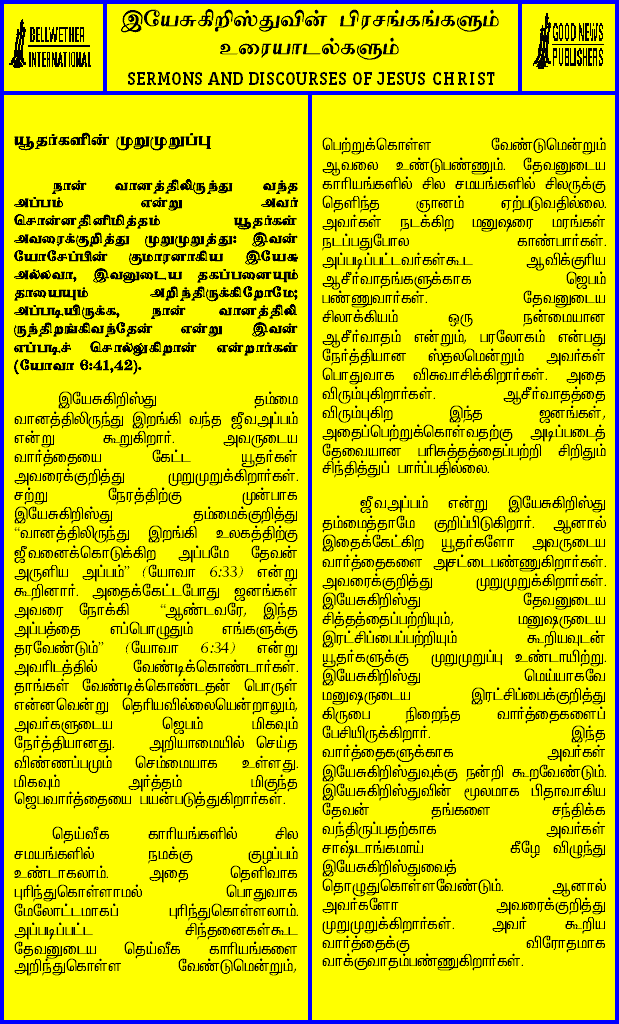 BELLWETHER
INTERNATIONAL
இயேசுகிறிஸ்துவின் பிரசங்கங்களும்
உரையாடல்களும்
SERMONS AND DISCOURSES OF JESUS CHRIST
GOOD NEWS
PUBLISHERS
யூதர்களின் முறுமுறுப்பு
நான் வானத்திலிருந்து வந்த
அப்பம் என்று அவர்
சொன்னதினிமித்தம் யூதர்கள்
அவரைக்குறித்து முறுமுறுத்து: இவன்
யோசேப்பின் குமாரனாகிய இயேசு
அல்லவா, இவனுடைய தகப்பனையும்
தாயையும் அறிந்திருக்கிறோமே;
அப்படியிருக்க, நான் வானத்திலி
ருந்திறங்கிவந்தேன் என்று இவன்
எப்படிச் சொல்லுகிறான் என்றார்கள்
(யோவா 6:41,42).
இயேசுகிறிஸ்து தம்மை
வானத்திலிருந்து இறங்கி வந்த ஜீவஅப்பம்
என்று கூறுகிறார். அவருடைய
வார்த்தையை கேட்ட யூதர்கள்
அவரைக்குறித்து முறுமுறுக்கிறார்கள்.
சற்று நேரத்திற்கு முன்பாக
இயேசுகிறிஸ்து தம்மைக்குறித்து
“வானத்திலிருந்து இறங்கி உலகத்திற்கு
ஜீவனைக்கொடுக்கிற அப்பமே தேவன்
அருளிய அப்பம்” (யோவா 6:33) என்று
கூறினார். அதைக்கேட்டபோது ஜனங்கள்
அவரை நோக்கி “ஆண்டவரே, இந்த
அப்பத்தை எப்பொழுதும் எங்களுக்கு
தரவேண்டும்” (யோவா 6:34) என்று
அவரிடத்தில் வேண்டிக்கொண்டார்கள்.
தாங்கள் வேண்டிக்கொண்டதன் பொருள்
என்னவென்று தெரியவில்லையென்றாலும்,
அவர்களுடைய ஜெபம் மிகவும்
நேர்த்தியானது. அறியாமையில் செய்த
விண்ணப்பமும் செம்மையாக உள்ளது.
மிகவும் அர்த்தம் மிகுந்த
ஜெபவார்த்தையை பயன்படுத்துகிறார்கள்.
தெய்வீக காரியங்களில் சில
சமயங்களில் நமக்கு குழப்பம்
உண்டாகலாம். அதை தெளிவாக
புரிந்துகொள்ளாமல் பொதுவாக
மேலோட்டமாகப் புரிந்துகொள்ளலாம்.
அப்படிப்பட்ட சிந்தனைகள்கூட
தேவனுடைய தெய்வீக காரியங்களை
அறிந்துகொள்ள வேண்டுமென்றும்,
பெற்றுக்கொள்ள வேண்டுமென்றும்
ஆவலை உண்டுபண்ணும். தேவனுடைய
காரியங்களில் சில சமயங்களில் சிலருக்கு
தெளிந்த ஞானம் ஏற்படுவதில்லை.
அவர்கள் நடக்கிற மனுஷரை மரங்கள்
நடப்பதுபோல காண்பார்கள்.
அப்படிப்பட்டவர்கள்கூட ஆவிக்குரிய
ஆசீர்வாதங்களுக்காக ஜெபம்
பண்ணுவார்கள். தேவனுடைய
சிலாக்கியம் ஒரு நன்மையான
ஆசீர்வாதம் என்றும், பரலோகம் என்பது
நேர்த்தியான ஸ்தலமென்றும் அவர்கள்
பொதுவாக விசுவாசிக்கிறார்கள். அதை
விரும்புகிறார்கள். ஆசீர்வாதத்தை
விரும்புகிற இந்த ஜனங்கள்,
அதைப்பெற்றுக்கொள்வதற்கு அடிப்படைத்
தேவையான பரிசுத்தத்தைப்பற்றி சிறிதும்
சிந்தித்துப் பார்ப்பதில்லை.
ஜீவஅப்பம் என்று இயேசுகிறிஸ்து
தம்மைத்தாமே குறிப்பிடுகிறார். ஆனால்
இதைக்கேட்கிற யூதர்களோ அவருடைய
வார்த்தைகளை அசட்டைபண்ணுகிறார்கள்.
அவரைக்குறித்து முறுமுறுக்கிறார்கள்.
இயேசுகிறிஸ்து தேவனுடைய
சித்தத்தைப்பற்றியும், மனுஷருடைய
இரட்சிப்பைப்பற்றியும் கூறியவுடன்
யூதர்களுக்கு முறுமுறுப்பு உண்டாயிற்று.
இயேசுகிறிஸ்து மெய்யாகவே
மனுஷருடைய இரட்சிப்பைக்குறித்து
கிருபை நிறைந்த வார்த்தைகளைப்
பேசியிருக்கிறார். இந்த
வார்த்தைகளுக்காக அவர்கள்
இயேசுகிறிஸ்துவுக்கு நன்றி கூறவேண்டும்.
இயேசுகிறிஸ்துவின் மூலமாக பிதாவாகிய
தேவன் தங்களை சந்திக்க
வந்திருப்பதற்காக அவர்கள்
சாஷ்டாங்கமாய் கீழே விழுந்து
இயேசுகிறிஸ்துவைத்
தொழுதுகொள்ளவேண்டும். ஆனால்
அவர்களோ அவரைக்குறித்து
முறுமுறுக்கிறார்கள். அவர் கூறிய
வார்த்தைக்கு விரோதமாக
வாக்குவாதம்பண்ணுகிறார்கள்.